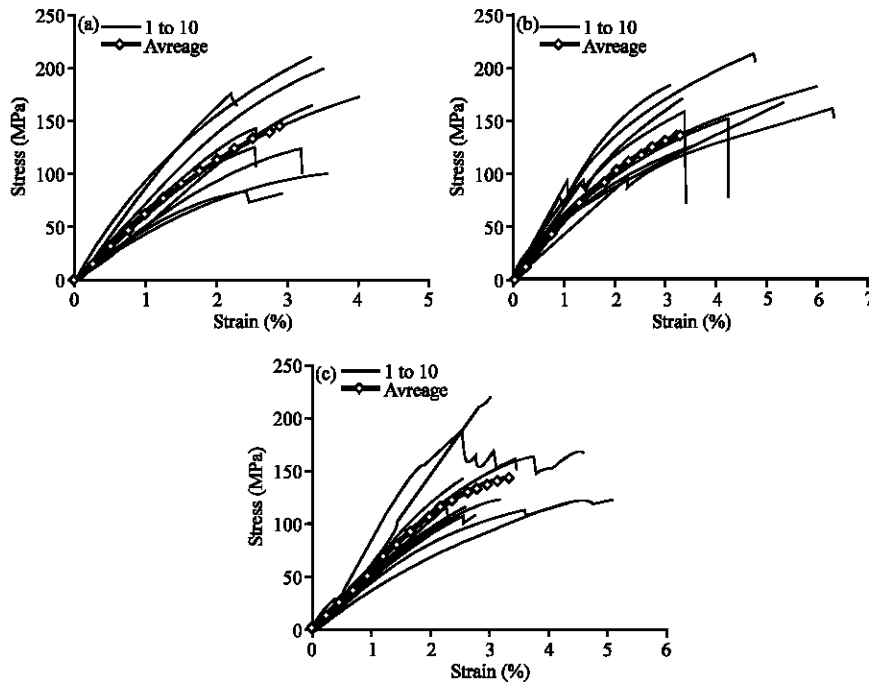 (a)
1 to 10
Avreage
250
200
150
100
50
0
Stress (MPa)
0 1 2 3 4 5
Strain (%)
(b)
1 to 10
Avreage
250
200
150
100
50
0
Stress (MPa)
0 1 2 3 4 5 6 7
Strain (%)
(c)
1 to 10
Avreage
250
200
150
100
50
0
Stress (MPa)
0 1 2 3 4 5 6
Strain (%)